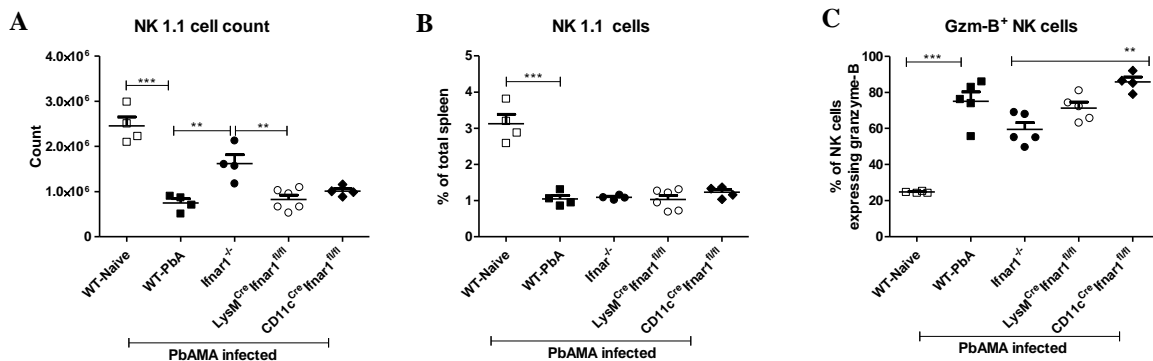 A
NK 1.1 cell count
4.0×10⁶
3.0×10⁶
2.0×10⁶
1.0×10⁶
0
Count
***
**
**
WT-Naive
WT-PbA
Ifnar1⁻/⁻
LysMᶜʳᵉIfnar1ᶠˡ/ᶠˡ
CD11cᶜʳᵉIfnar1ᶠˡ/ᶠˡ
PbAMA infected
B
NK 1.1 cells
5
4
3
2
1
0
% of total spleen
***
WT-Naive
WT-PbA
Ifnar⁻/⁻
LysMᶜʳᵉIfnar1ᶠˡ/ᶠˡ
CD11cᶜʳᵉIfnar1ᶠˡ/ᶠˡ
PbAMA infected
C
Gzm-B⁺ NK cells
100
80
60
40
20
0
% of NK cells
expressing granzyme-B
***
**
WT-Naive
WT-PbA
Ifnar1⁻/⁻
LysMᶜʳᵉIfnar1ᶠˡ/ᶠˡ
CD11cᶜʳᵉIfnar1ᶠˡ/ᶠˡ
PbAMA infected